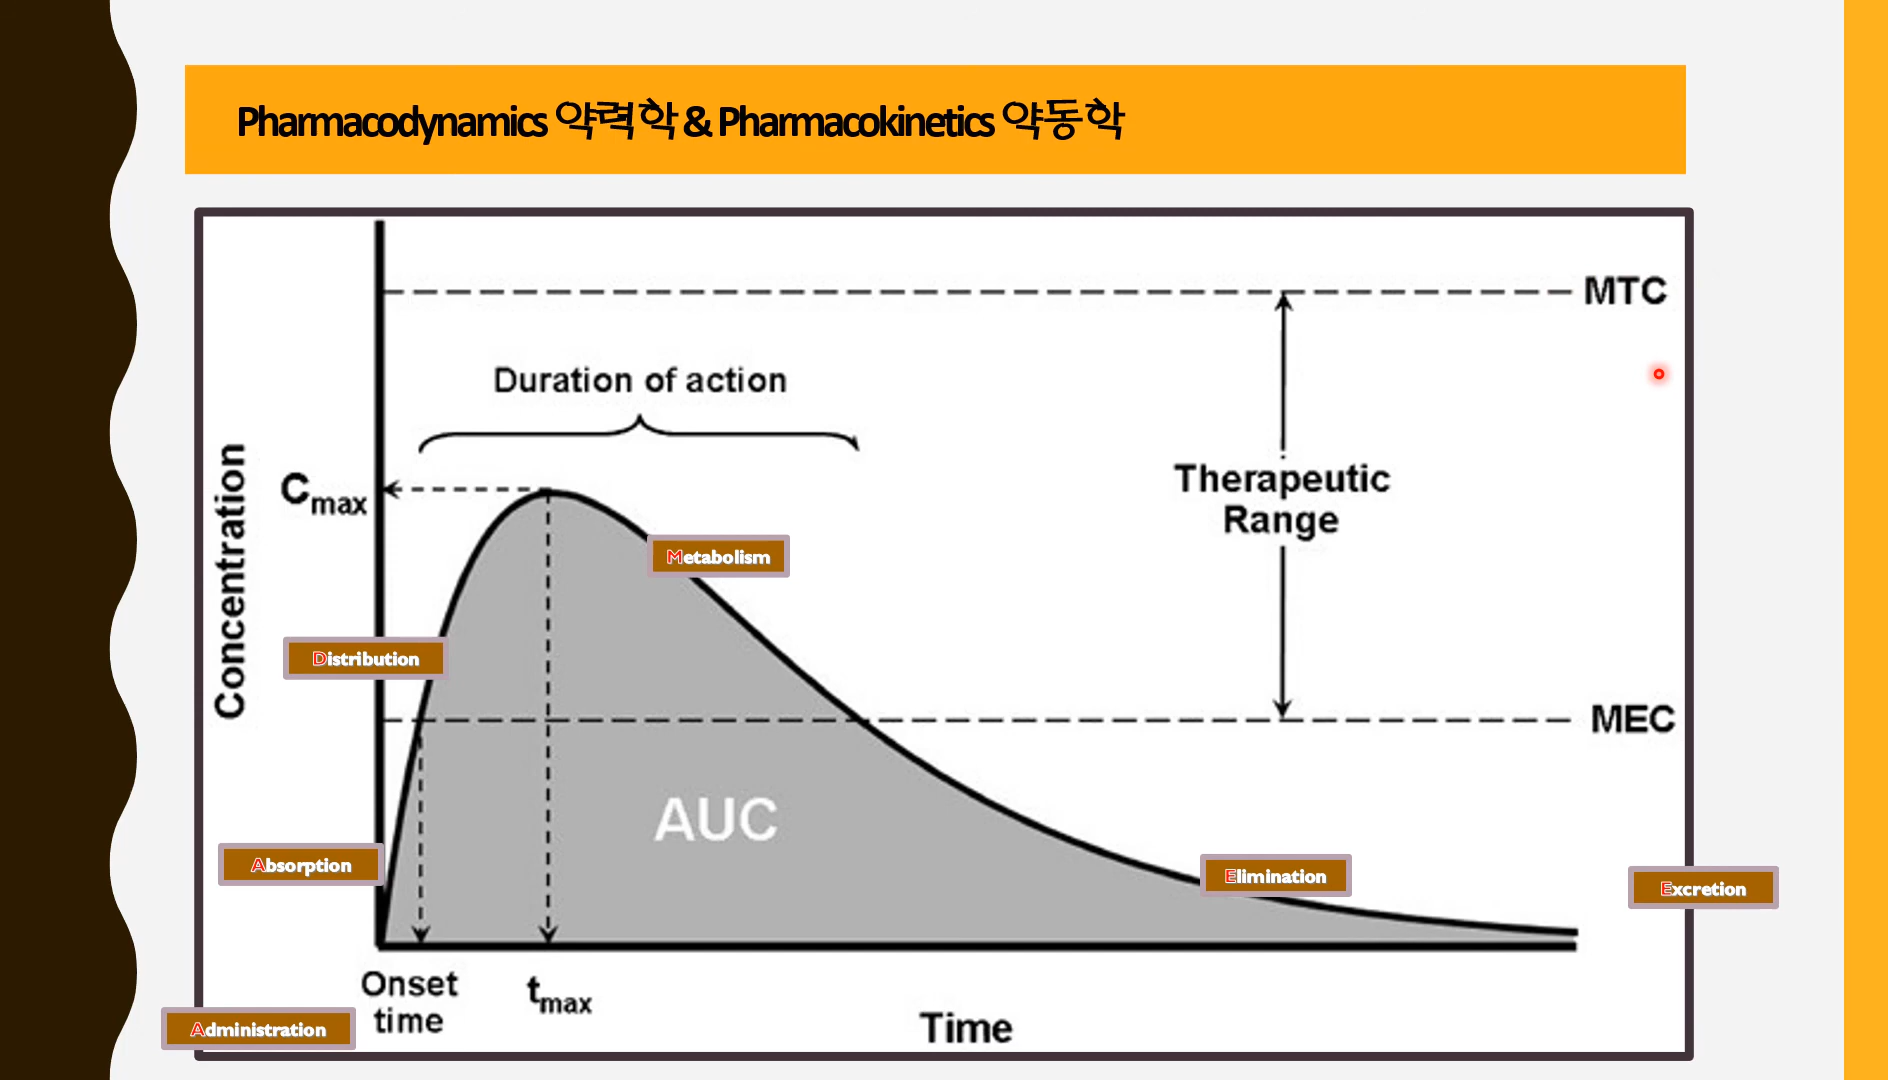 Pharmacodynamics 약력학 & Pharmacokinetics 약동학
MTC
Duration of action
Concentration
Cmax
Therapeutic
Range
Metabolism
Distribution
MEC
AUC
Absorption
Elimination
Excretion
Onset
time
tmax
Administration
Time